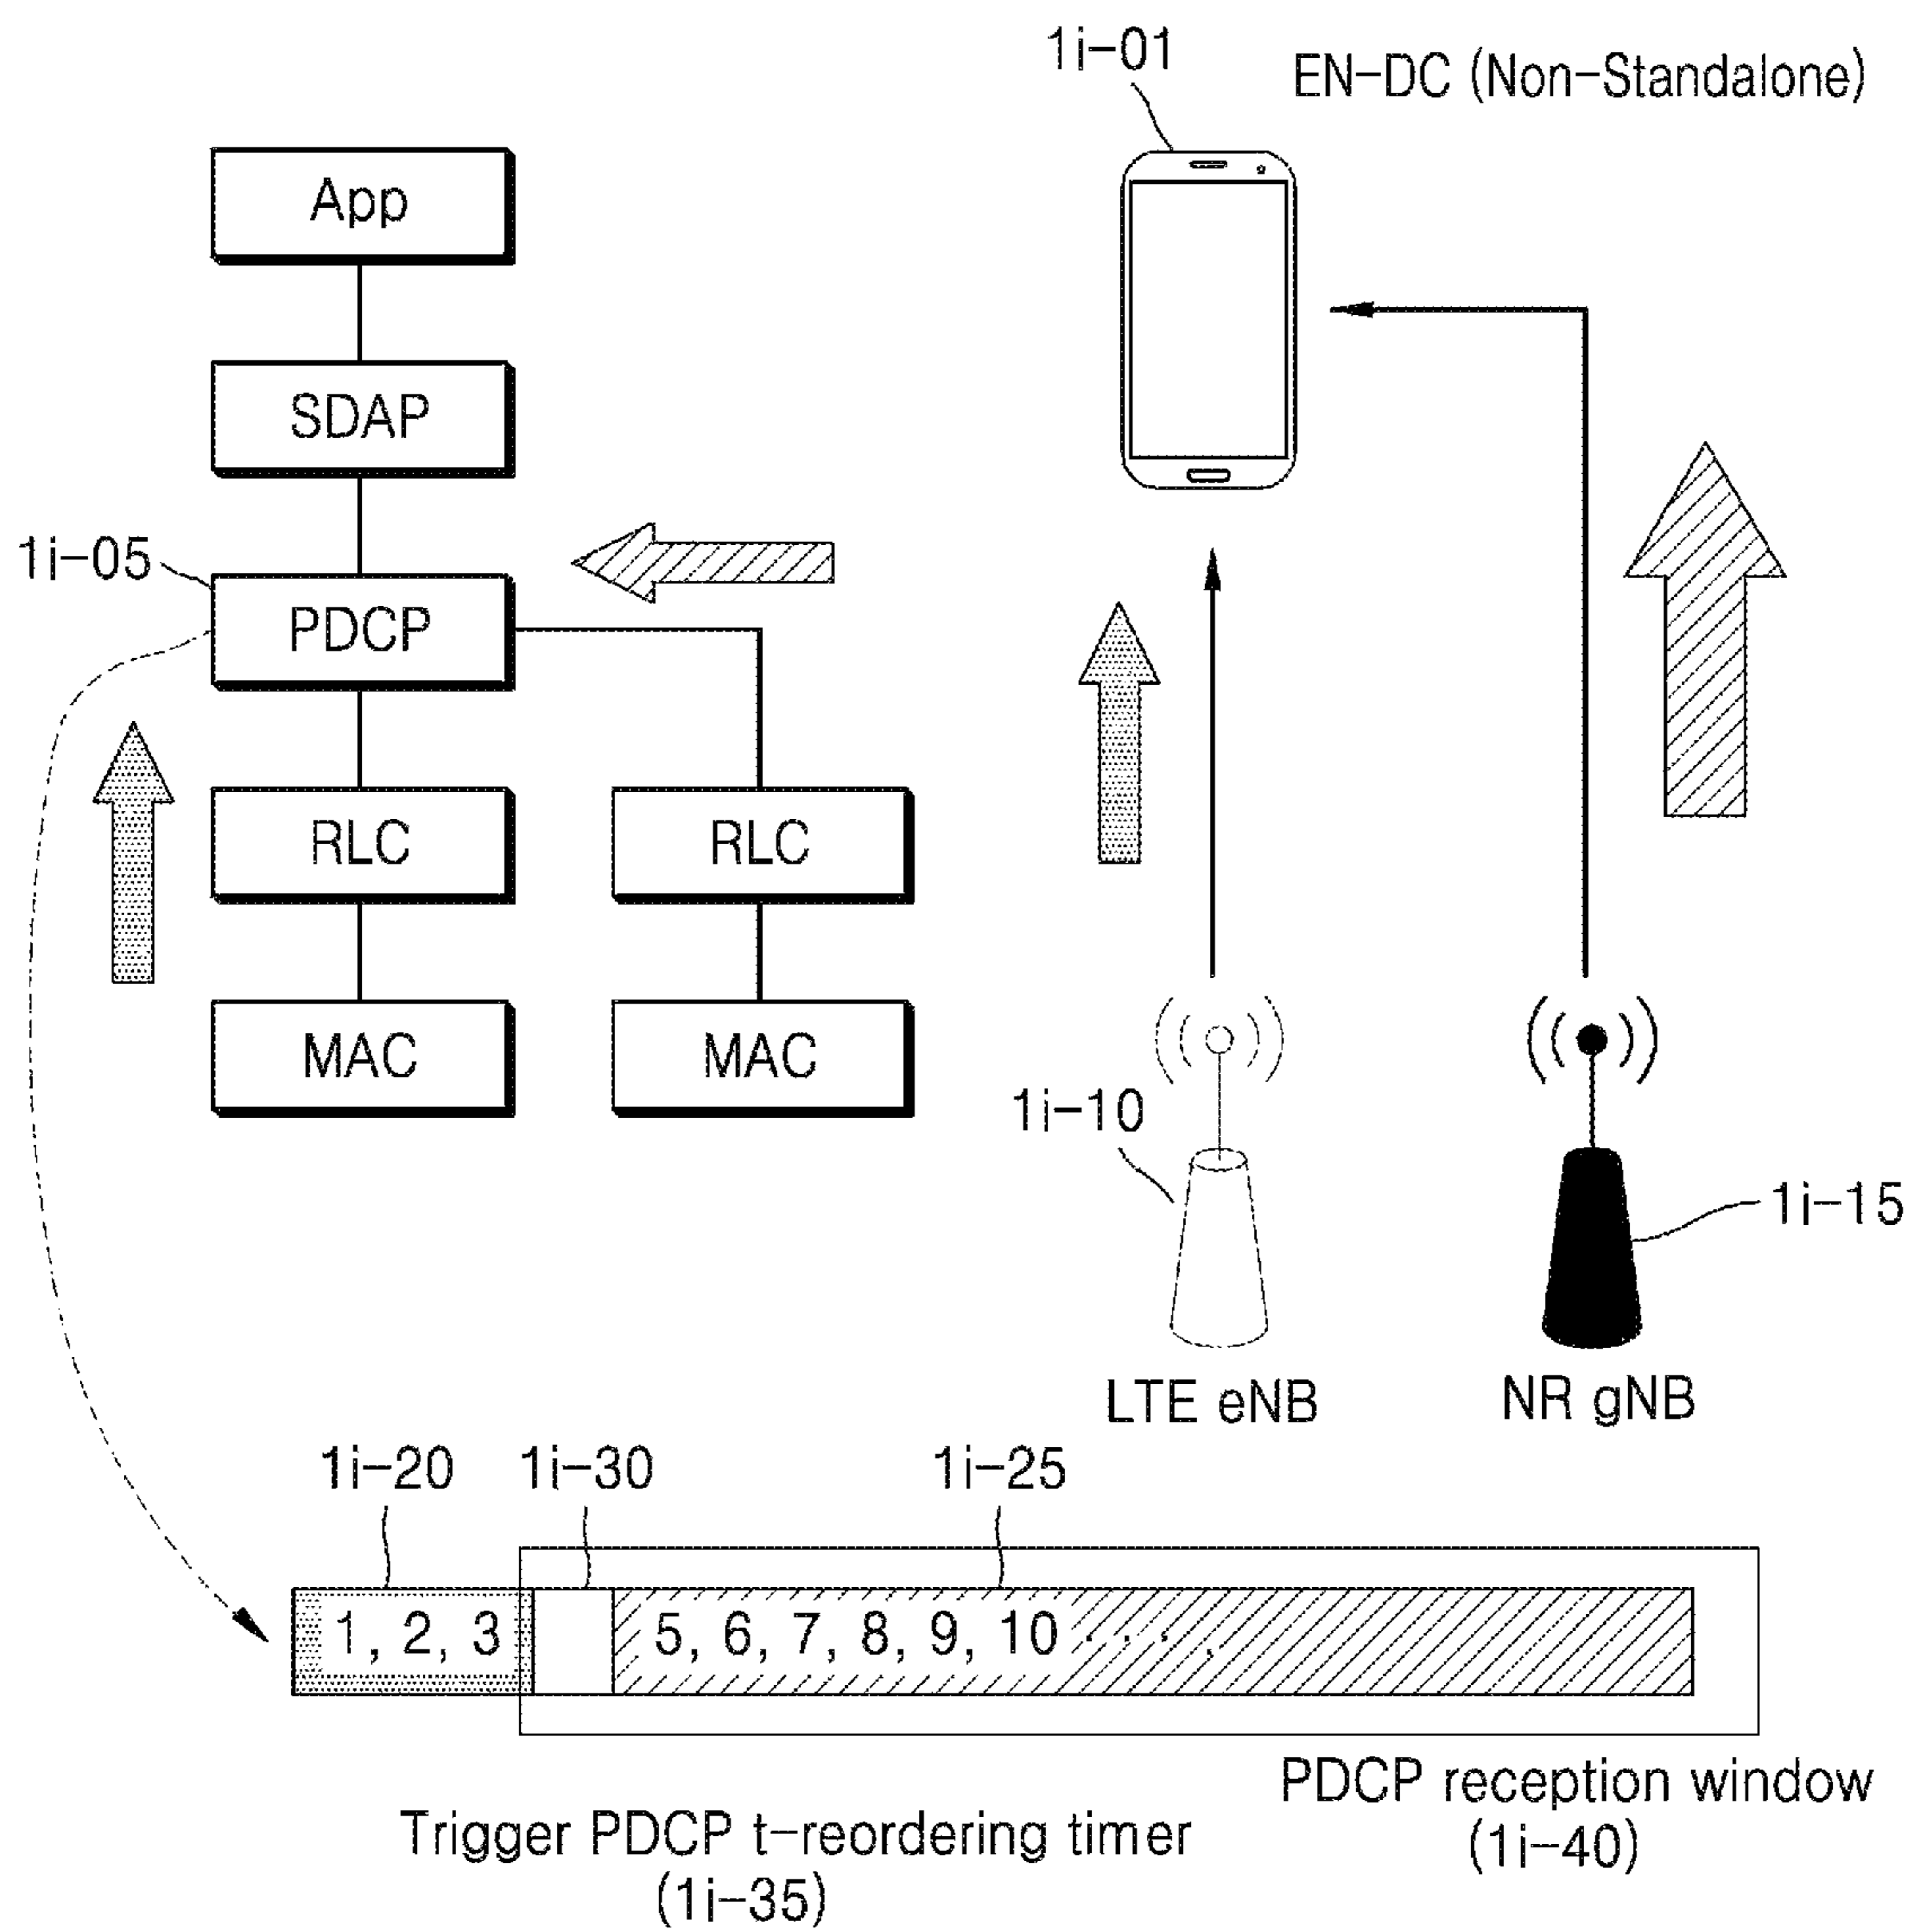 1i-01
EN-DC (Non-Standalone)
App
SDAP
1i-05
PDCP
RLC
RLC
MAC
MAC
1i-10
1i-15
LTE eNB
NR gNB
1i-20
1i-30
1i-25
1, 2, 3
5, 6, 7, 8, 9, 10 . . . .
PDCP reception window
(1i-40)
Trigger PDCP t-reordering timer
(1i-35)